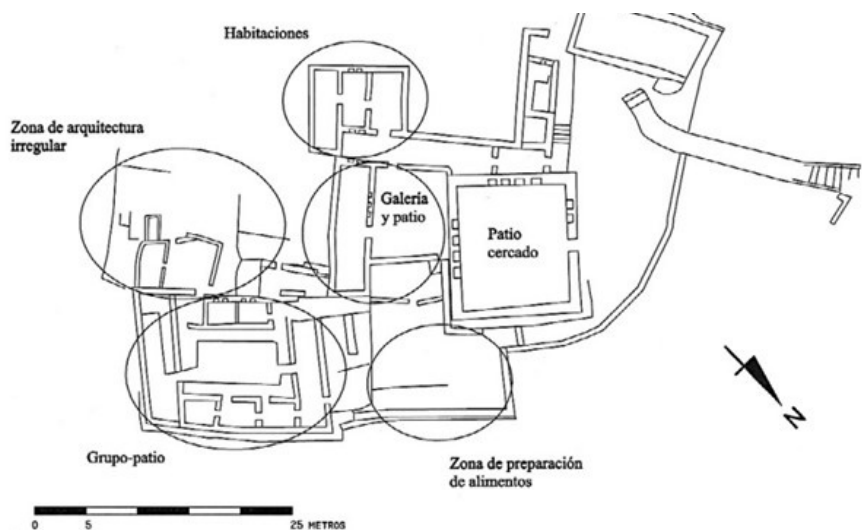 Habitaciones
Zona de arquitectura
irregular
Galería
y patio
Patio
cercado
N
Grupo-patio
Zona de preparación
de alimentos
0 5 25 METROS